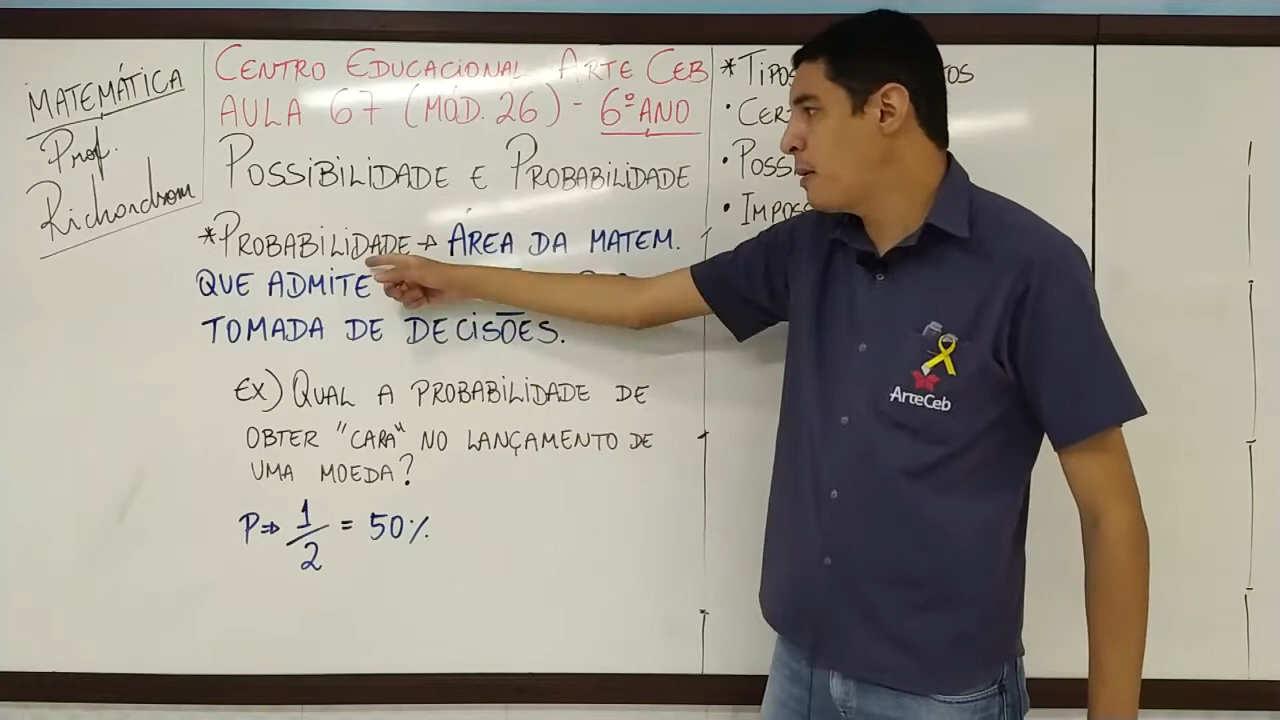 MATEMÁTICA
Prof.
Richardson
CENTRO EDUCACIONAL ARTE CEB
AULA 67 (MÓD. 26) - 6º ANO
POSSIBILIDADE E PROBABILIDADE
*PROBABILIDADE → ÁREA DA MATEM.
QUE ADMITE
TOMADA DE DECISÕES.
EX) QUAL A PROBABILIDADE DE
OBTER "CARA" NO LANÇAMENTO DE
UMA MOEDA?
P⇒ 1/2 = 50%
*TIPOS
• CERT
• POSS
• IMPOSS
ArteCeb